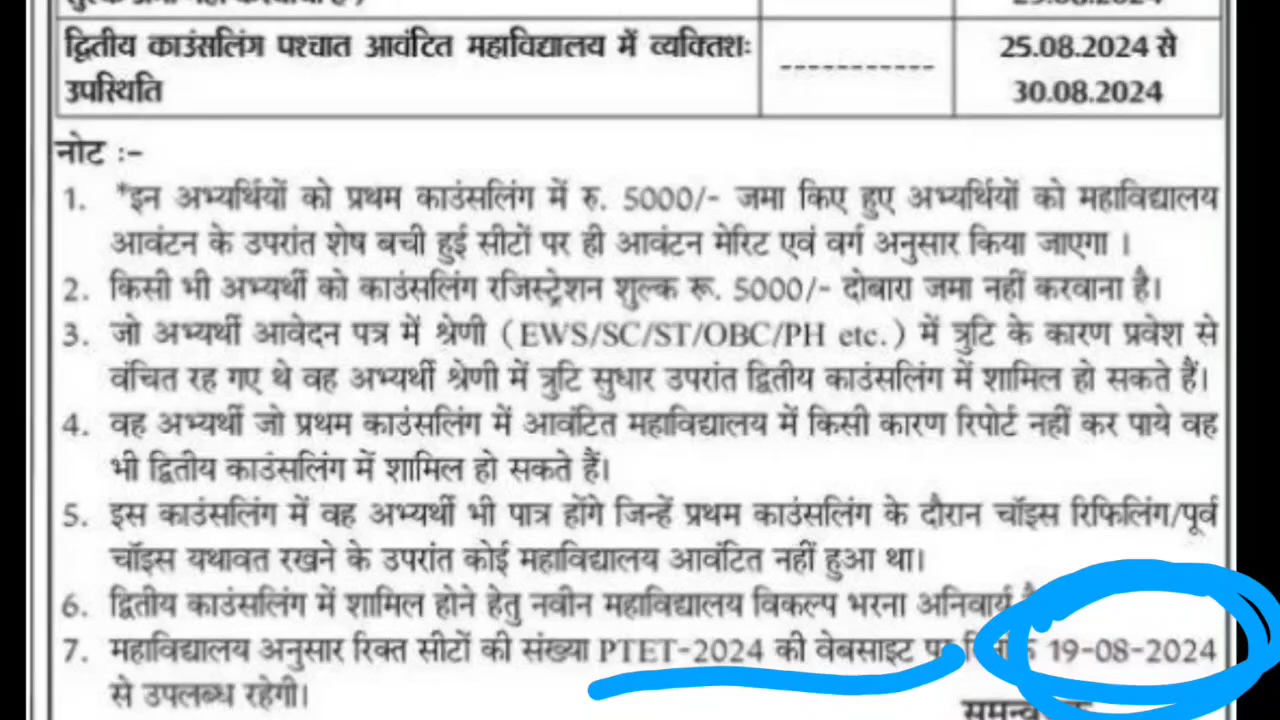 द्वितीय काउंसलिंग पश्चात आवंटित महाविद्यालय में व्यक्तिशः
उपस्थिति
-----------
25.08.2024 से
30.08.2024
नोट :-
1. *इन अभ्यर्थियों को प्रथम काउंसलिंग में रु. 5000/- जमा किए हुए अभ्यर्थियों को महाविद्यालय
आवंटन के उपरांत शेष बची हुई सीटों पर ही आवंटन मेरिट एवं वर्ग अनुसार किया जाएगा।
2. किसी भी अभ्यर्थी को काउंसलिंग रजिस्ट्रेशन शुल्क रू. 5000/- दोबारा जमा नहीं करवाना है।
3. जो अभ्यर्थी आवेदन पत्र में श्रेणी (EWS/SC/ST/OBC/PH etc.) में त्रुटि के कारण प्रवेश से
वंचित रह गए थे वह अभ्यर्थी श्रेणी में त्रुटि सुधार उपरांत द्वितीय काउंसलिंग में शामिल हो सकते हैं।
4. वह अभ्यर्थी जो प्रथम काउंसलिंग में आवंटित महाविद्यालय में किसी कारण रिपोर्ट नहीं कर पाये वह
भी द्वितीय काउंसलिंग में शामिल हो सकते हैं।
5. इस काउंसलिंग में वह अभ्यर्थी भी पात्र होंगे जिन्हें प्रथम काउंसलिंग के दौरान चॉइस रिफिलिंग/पूर्व
चॉइस यथावत रखने के उपरांत कोई महाविद्यालय आवंटित नहीं हुआ था।
6. द्वितीय काउंसलिंग में शामिल होने हेतु नवीन महाविद्यालय विकल्प भरना अनिवार्य
7. महाविद्यालय अनुसार रिक्त सीटों की संख्या PTET-2024 की वेबसाइट 19-08-2024
से उपलब्ध रहेगी।